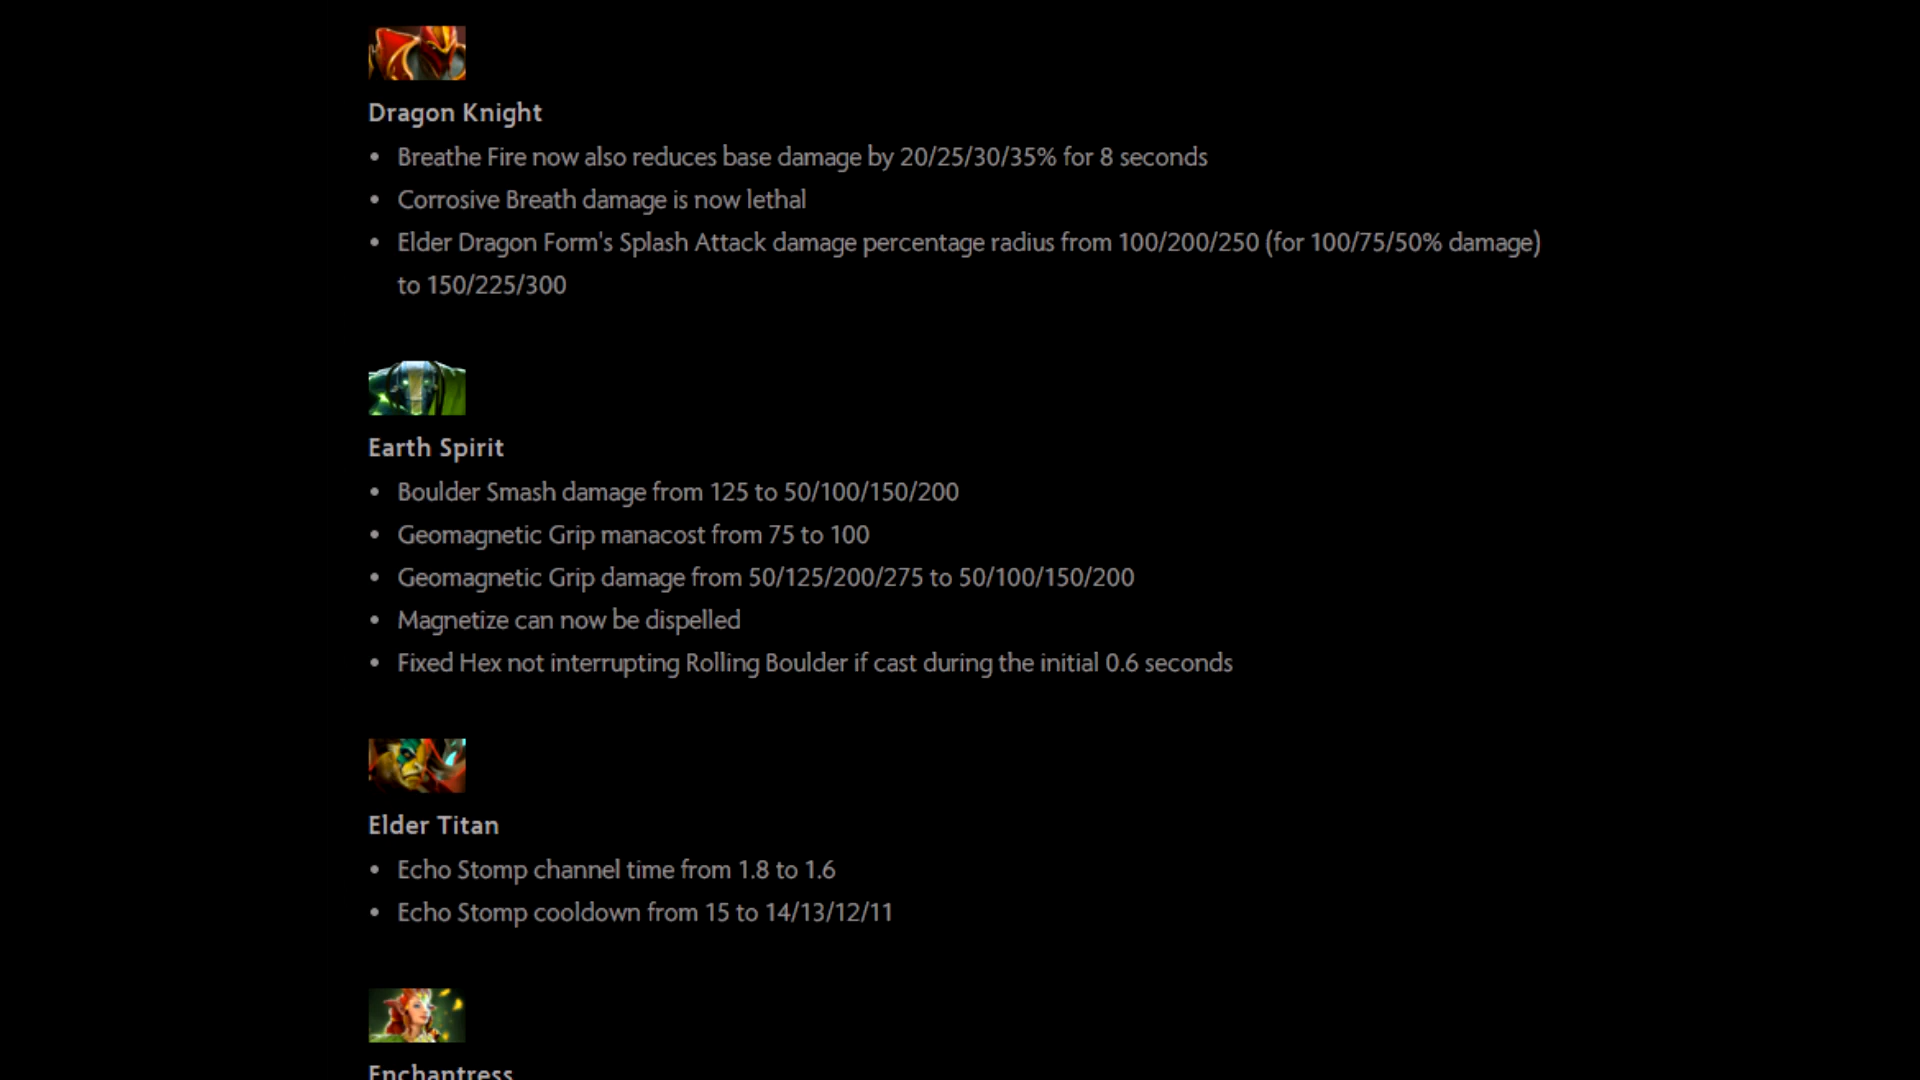 Dragon Knight
• Breathe Fire now also reduces base damage by 20/25/30/35% for 8 seconds
• Corrosive Breath damage is now lethal
• Elder Dragon Form's Splash Attack damage percentage radius from 100/200/250 (for 100/75/50% damage)
to 150/225/300
Earth Spirit
• Boulder Smash damage from 125 to 50/100/150/200
• Geomagnetic Grip manacost from 75 to 100
• Geomagnetic Grip damage from 50/125/200/275 to 50/100/150/200
• Magnetize can now be dispelled
• Fixed Hex not interrupting Rolling Boulder if cast during the initial 0.6 seconds
Elder Titan
• Echo Stomp channel time from 1.8 to 1.6
• Echo Stomp cooldown from 15 to 14/13/12/11
Enchantress